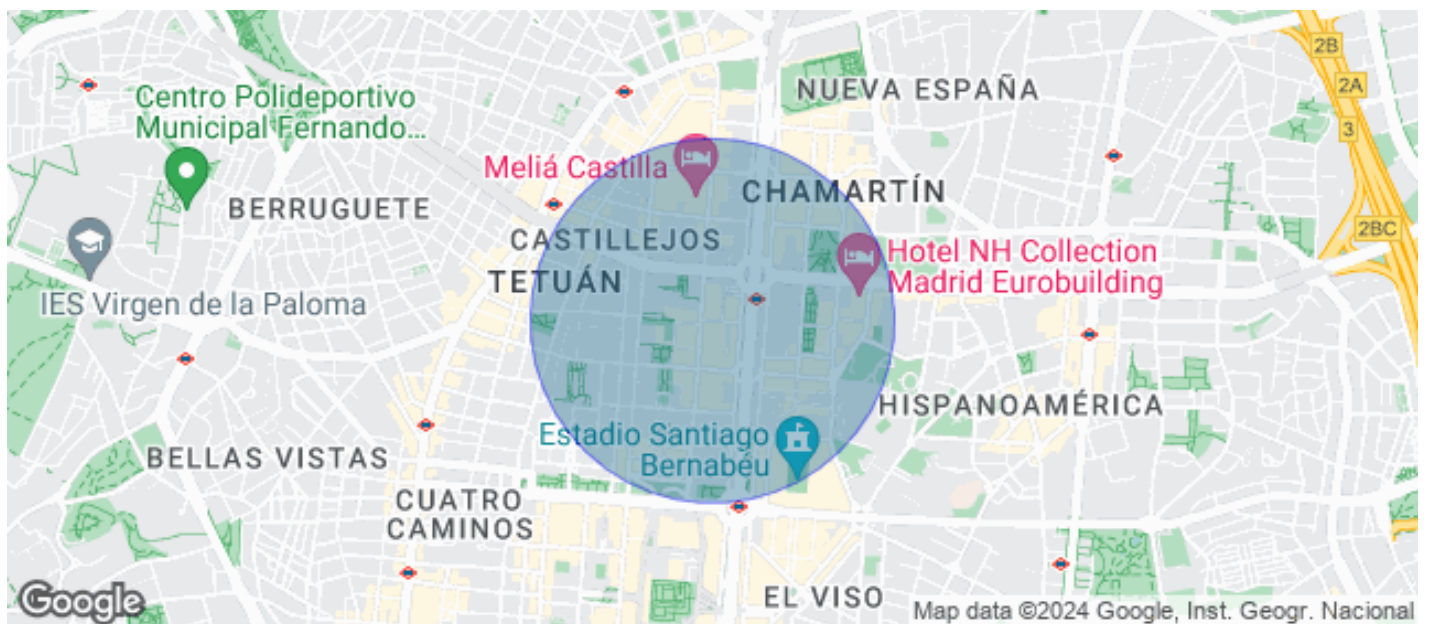 2B
NUEVA ESPAÑA
2A
Centro Polideportivo
Municipal Fernando...
3
Meliá Castilla
CHAMARTÍN
BERRUGUETE
2BC
CASTILLEJOS
Hotel NH Collection
Madrid Eurobuilding
TETUÁN
IES Virgen de la Paloma
HISPANOAMÉRICA
Estadio Santiago
Bernabéu
BELLAS VISTAS
CUATRO
CAMINOS
EL VISO
Google
Map data ©2024 Google, Inst. Geogr. Nacional